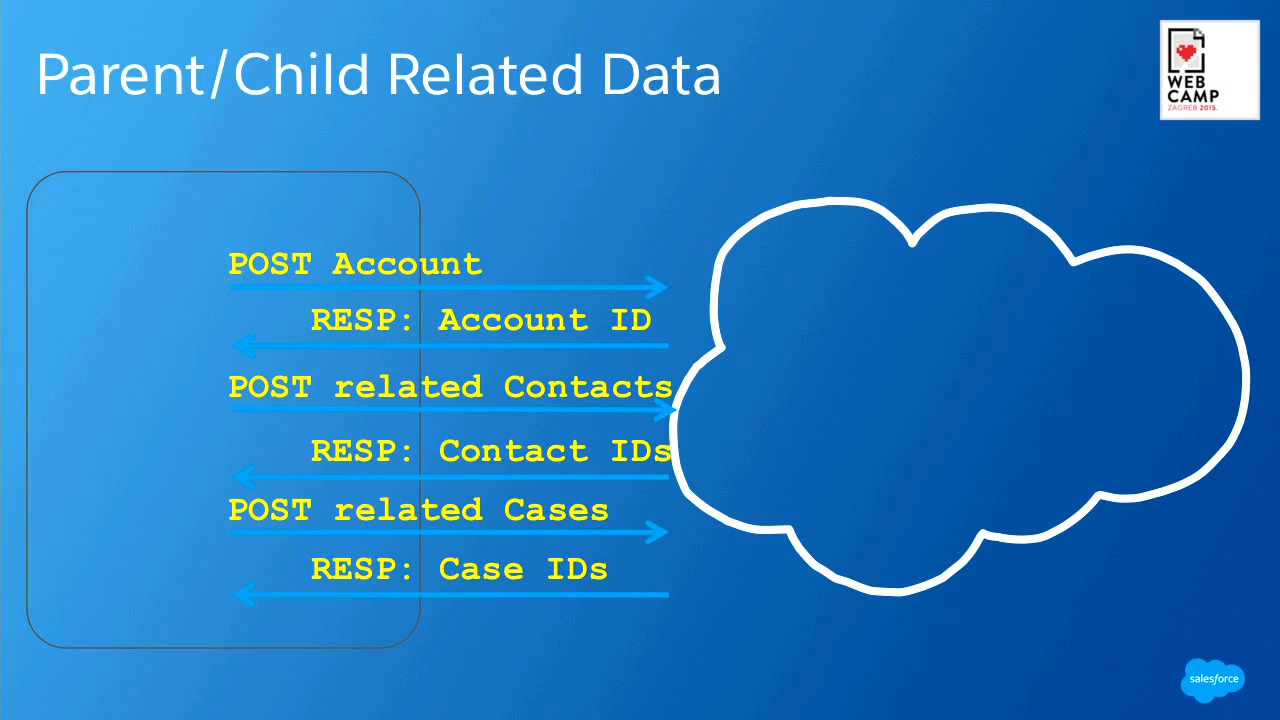 Parent/Child Related Data
WEB
CAMP
ZAGREB 2015.
POST Account
RESP: Account ID
POST related Contacts
RESP: Contact IDs
POST related Cases
RESP: Case IDs
salesforce